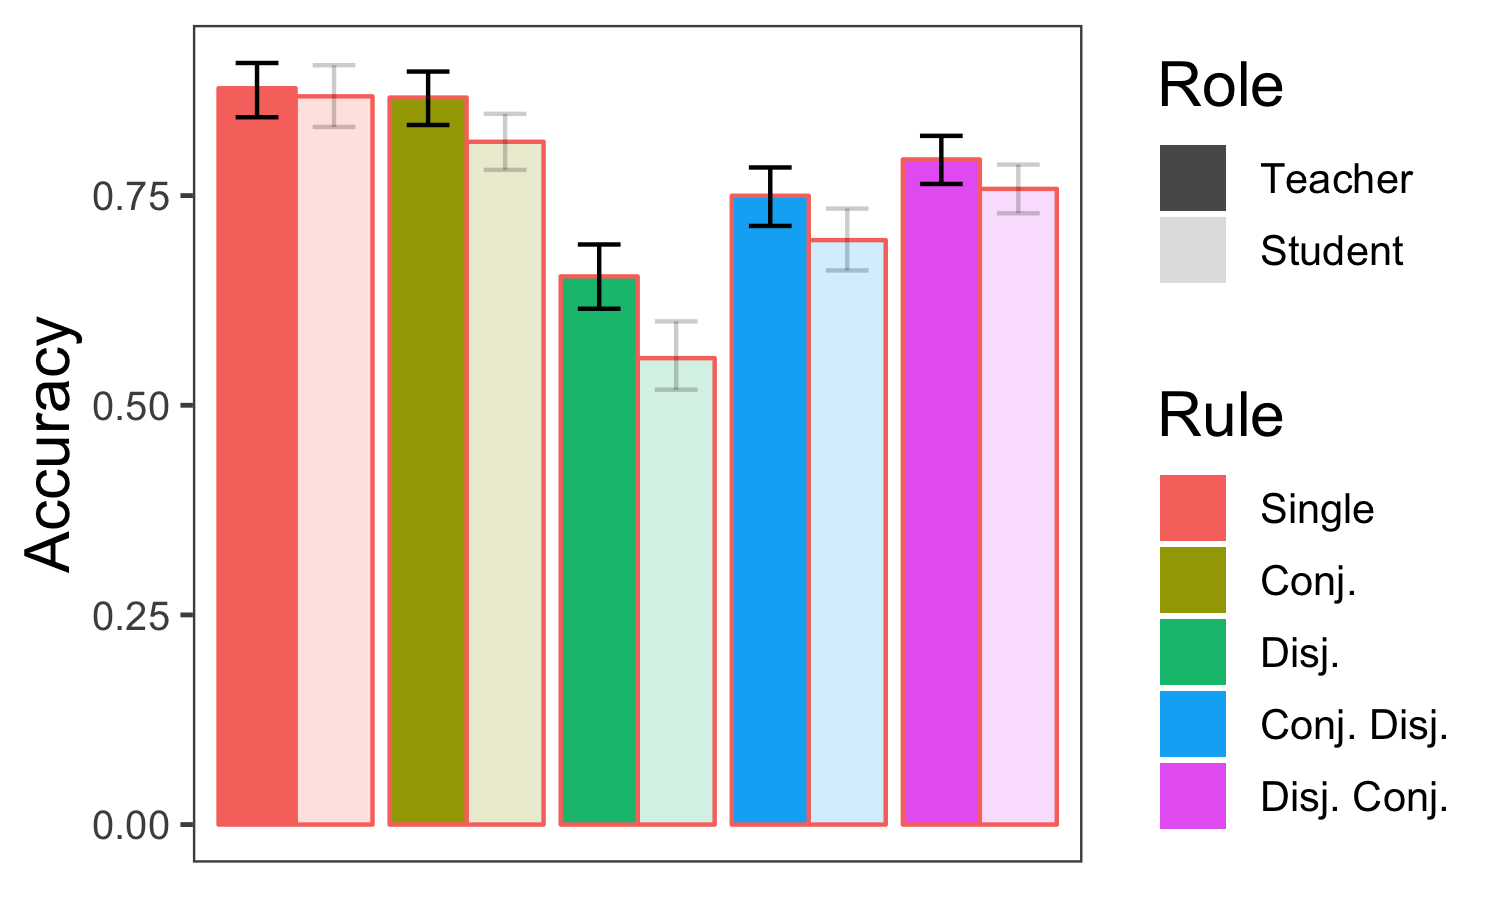 Accuracy
0.75
0.50
0.25
0.00
Role
Teacher
Student
Rule
Single
Conj.
Disj.
Conj. Disj.
Disj. Conj.